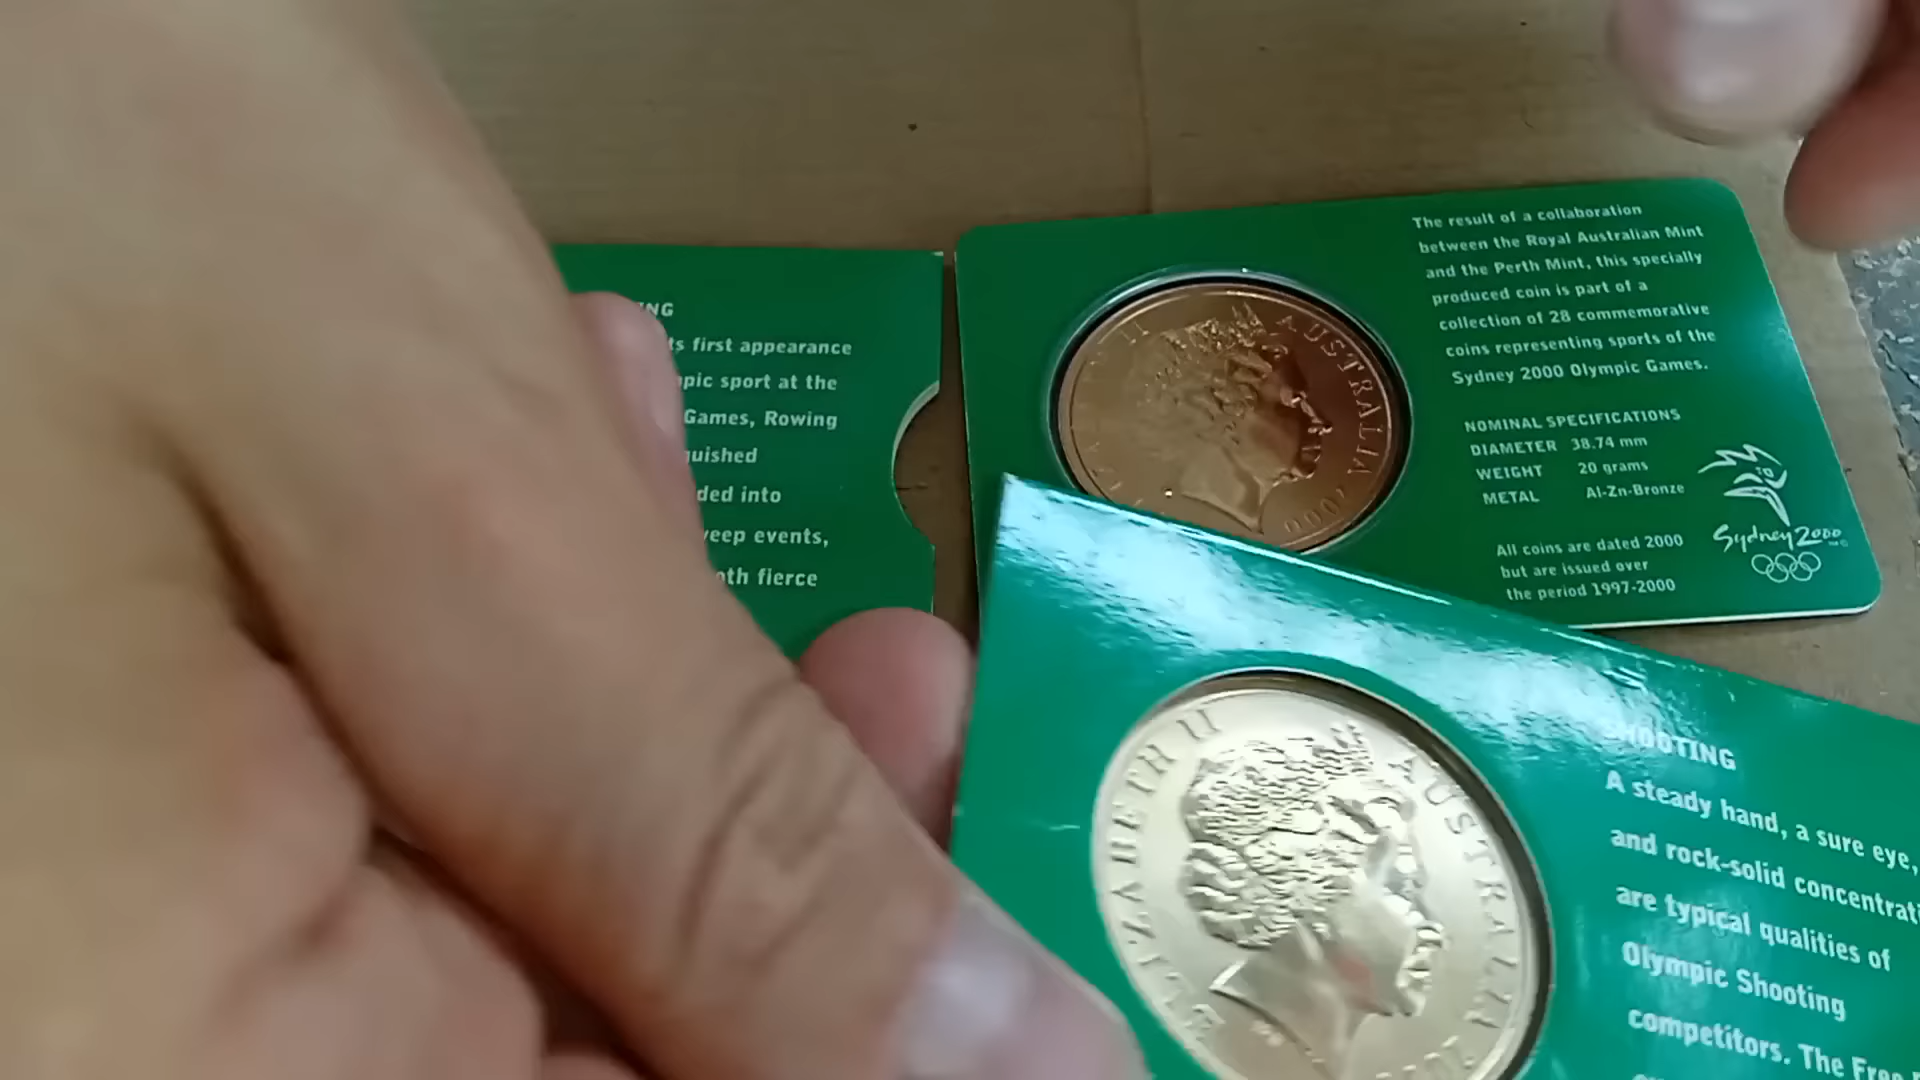 ts first appearance
pic sport at the
Games, Rowing
uished
ded into
eep events,
oth fierce
The result of a collaboration
between the Royal Australian Mint
and the Perth Mint, this specially
produced coin is part of a
collection of 28 commemorative
coins representing sports of the
Sydney 2000 Olympic Games.
NOMINAL SPECIFICATIONS
DIAMETER 38.74 mm
WEIGHT 20 grams
METAL Al-Zn-Bronze
All coins are dated 2000
but are issued over
the period 1997-2000
Sydney 2000
II AUSTRALIA 2000
SHOOTING
A steady hand, a sure eye,
and rock-solid concentrati
are typical qualities of
Olympic Shooting
competitors. The Free
ELIZABETH II AUSTRALIA